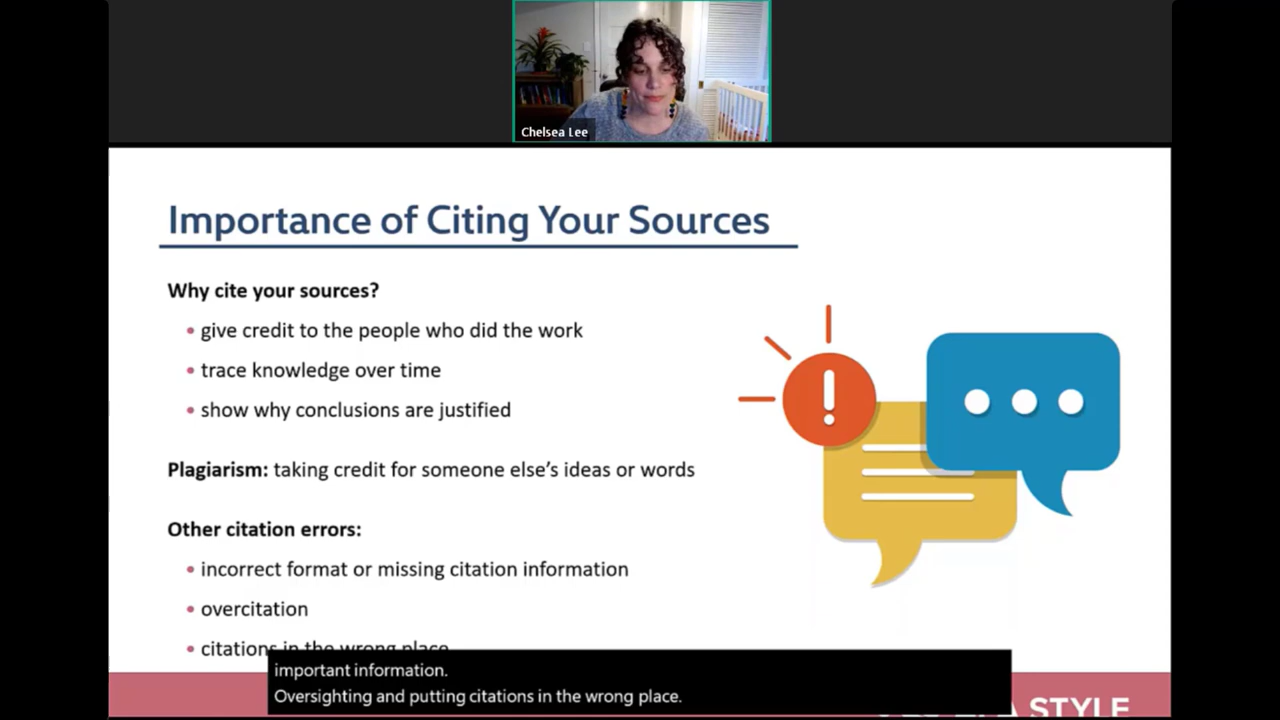 Chelsea Lee
Importance of Citing Your Sources
Why cite your sources?
• give credit to the people who did the work
• trace knowledge over time
• show why conclusions are justified
Plagiarism: taking credit for someone else’s ideas or words
Other citation errors:
• incorrect format or missing citation information
• overcitation
• citations in the wrong place
important information.
Oversighting and putting citations in the wrong place.
STYLE